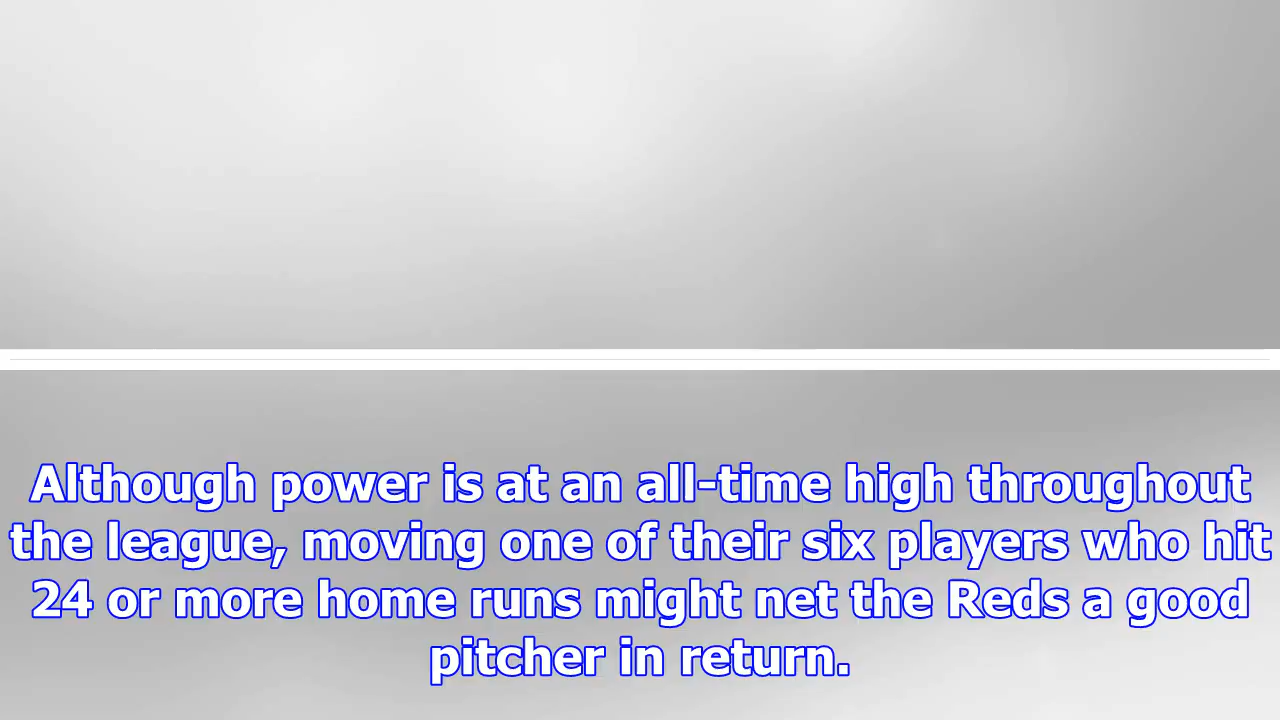 Although power is at an all-time high throughout
the league, moving one of their six players who hit
24 or more home runs might net the Reds a good
pitcher in return.